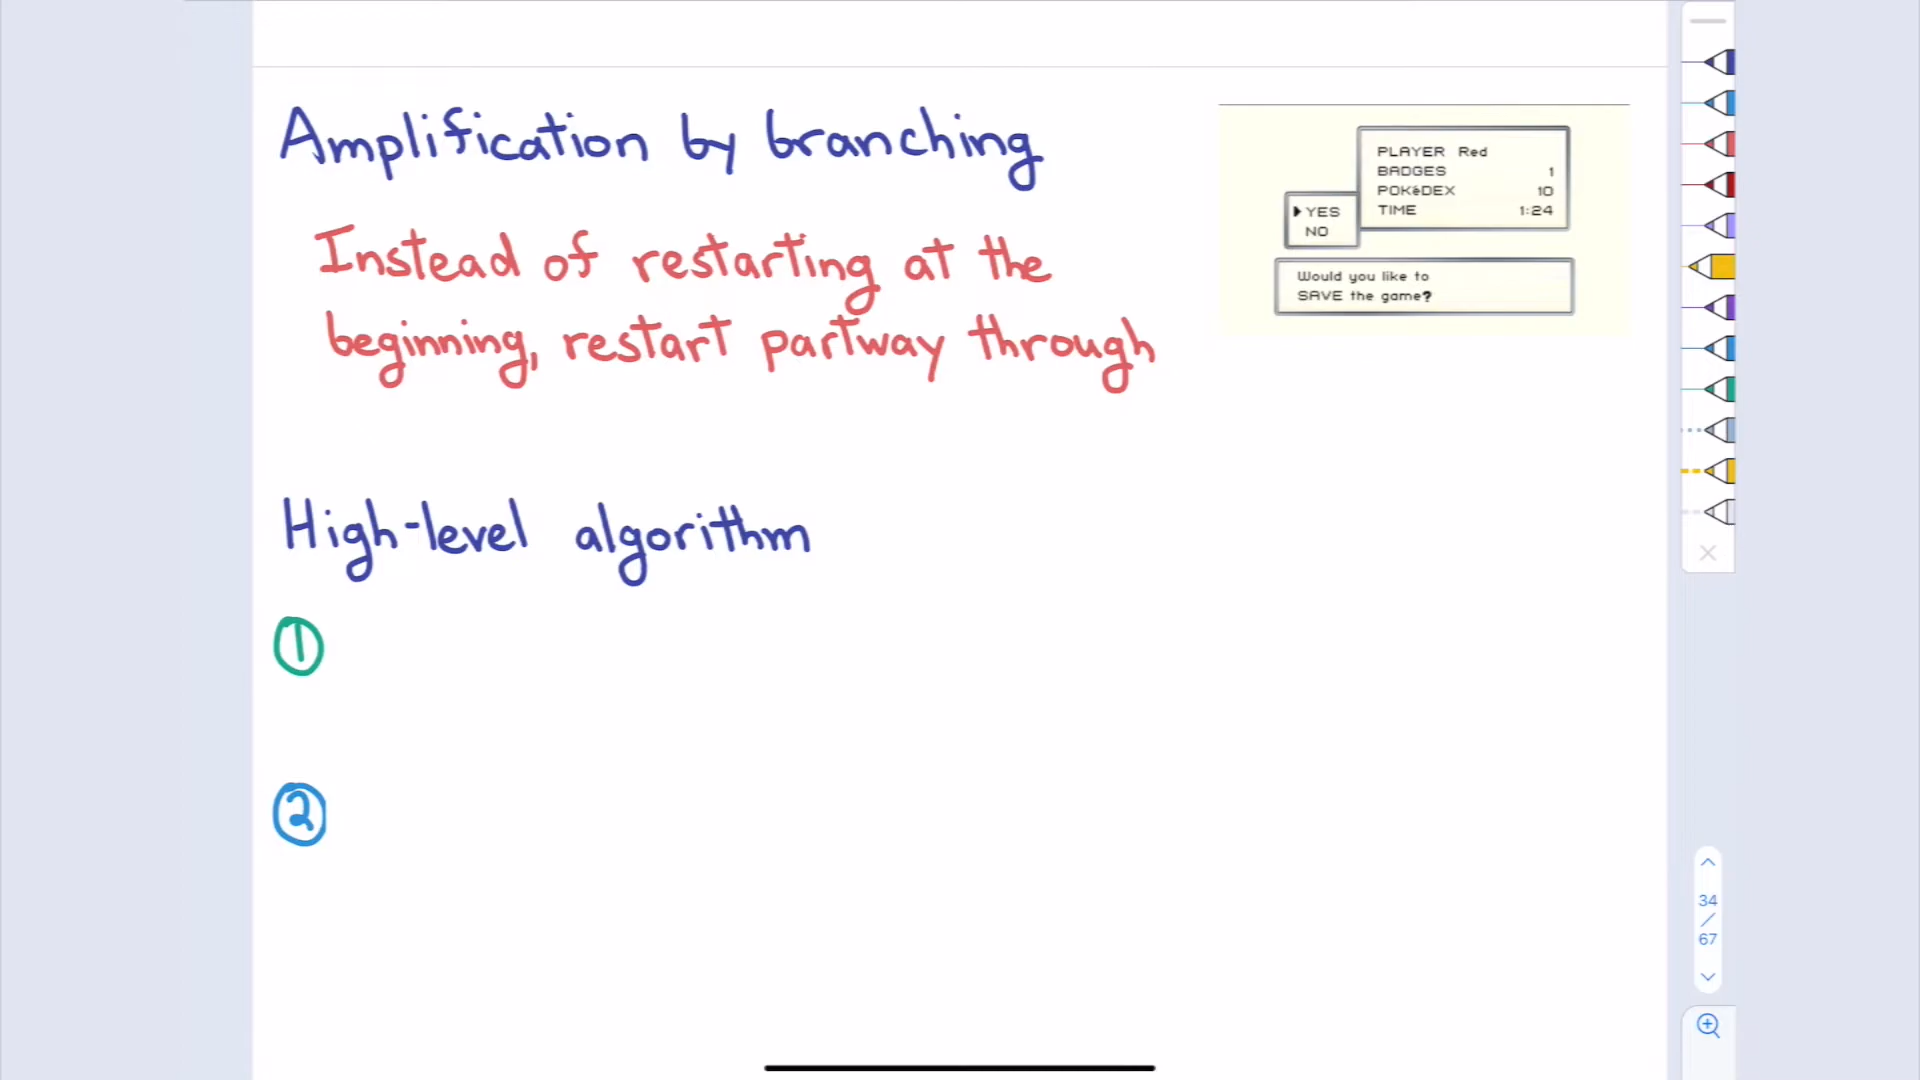 Amplification by branching
Instead of restarting at the
beginning, restart partway through
PLAYER Red
BADGES 1
POKéDEX 10
TIME 1:24
▶YES
NO
Would you like to
SAVE the game?
High-level algorithm
①
②
34
/
67